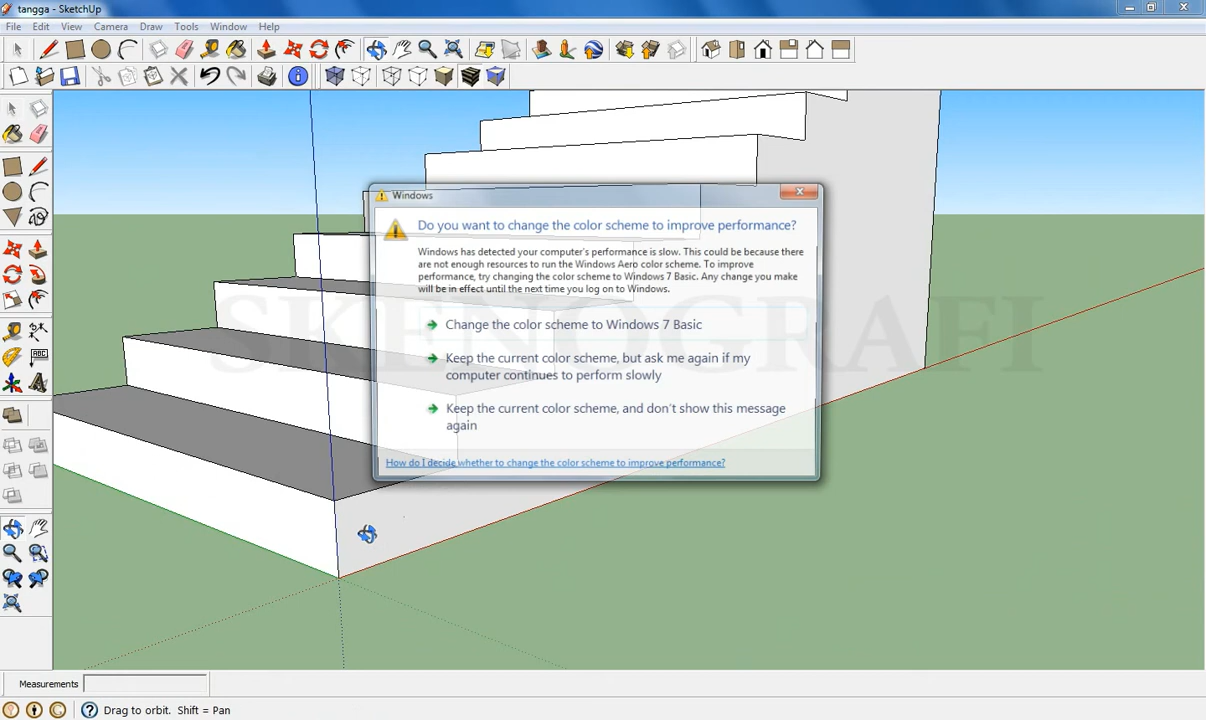 tangga - SketchUp
File Edit View Camera Draw Tools Window Help
Windows
Do you want to change the color scheme to improve performance?
Windows has detected your computer's performance is slow. This could be because there
are not enough resources to run the Windows Aero color scheme. To improve
performance, try changing the color scheme to Windows 7 Basic. Any change you make
will be in effect until the next time you log on to Windows.
SKENOGRAFI
Change the color scheme to Windows 7 Basic
Keep the current color scheme, but ask me again if my
computer continues to perform slowly
Keep the current color scheme, and don't show this message
again
How do I decide whether to change the color scheme to improve performance?
ABC
Measurements
Drag to orbit. Shift = Pan